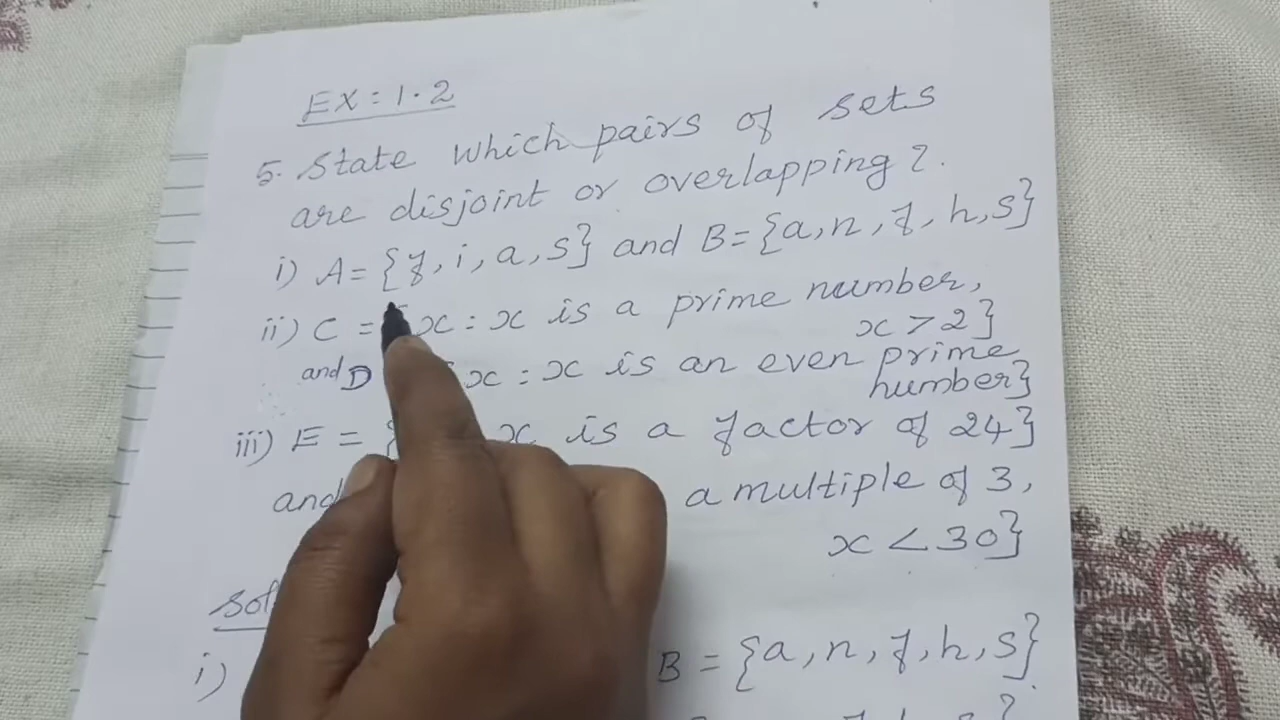 EX: 1.2
5. State which pairs of sets
are disjoint or overlapping?.
i) A = {f, i, a, s} and B = {a, n, f, h, s}
ii) C = x : x is a prime number,
x > 2}
and D x : x is an even prime
number}
iii) E = { x is a factor of 24}
and a multiple of 3,
x < 30}
i) B = {a, n, f, h, s}